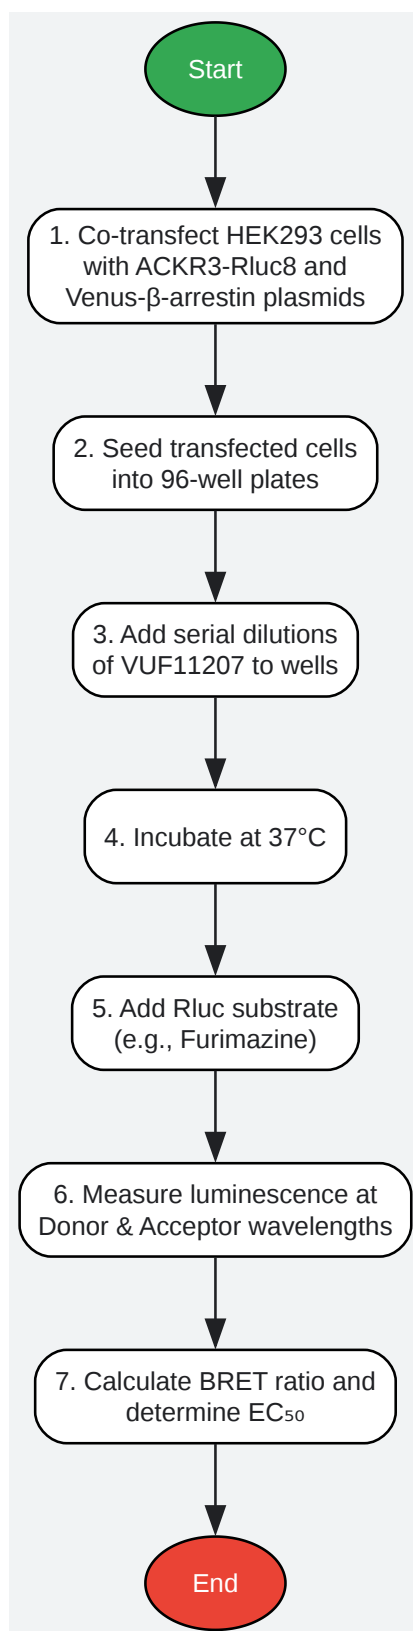 Start
1. Co-transfect HEK293 cells
with ACKR3-Rluc8 and
Venus-β-arrestin plasmids
2. Seed transfected cells
into 96-well plates
3. Add serial dilutions
of VUF11207 to wells
4. Incubate at 37°C
5. Add Rluc substrate
(e.g., Furimazine)
6. Measure luminescence at
Donor & Acceptor wavelengths
7. Calculate BRET ratio and
determine EC₅₀
End